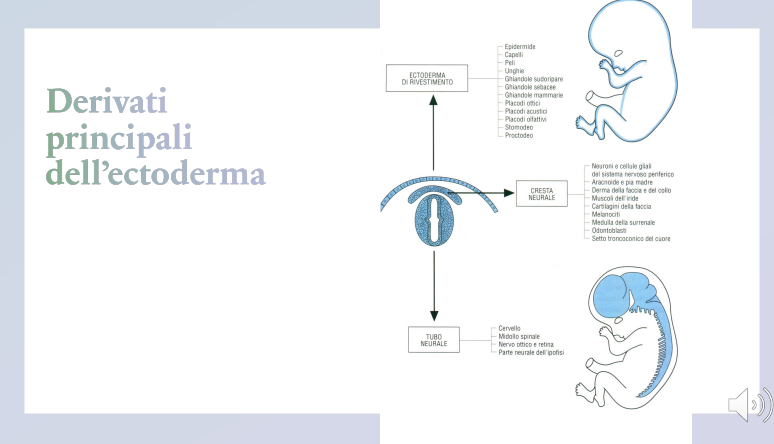 Derivati
principali
dell'ectoderma
ECTODERMA
DI RIVESTIMENTO
Epidermide
Capelli
Peli
Unghie
Ghiandole sudoripare
Ghiandole sebacee
Ghiandole mammarie
Placodi ottici
Placodi acustici
Placodi olfattivi
Stomodeo
Proctodeo
CRESTA
NEURALE
Neuroni e cellule gliali
del sistema nervoso periferico
Aracnoide e pia madre
Derma della faccia e del collo
Muscoli dell'iride
Cartilagini della faccia
Melanociti
Medulla della surrenale
Odontoblasti
Setto troncoconico del cuore
TUBO
NEURALE
Cervello
Midollo spinale
Nervo ottico e retina
Parte neurale dell'ipofisi